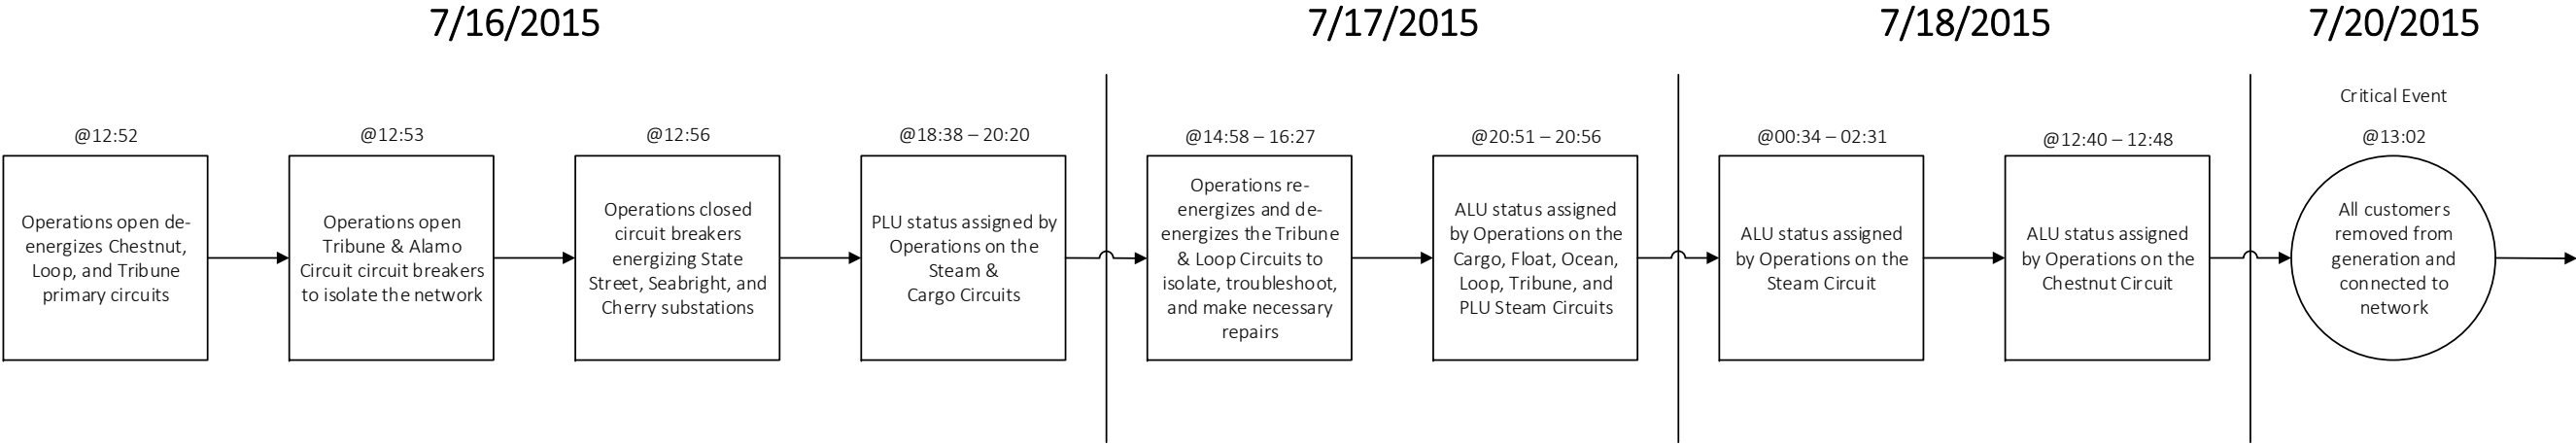 7/16/2015
7/17/2015
7/18/2015
7/20/2015
@12:52
Operations open de-
energizes Chestnut,
Loop, and Tribune
primary circuits
@12:53
Operations open
Tribune & Alamo
Circuit circuit breakers
to isolate the network
@12:56
Operations closed
circuit breakers
energizing State
Street, Seabright, and
Cherry substations
@18:38 – 20:20
PLU status assigned by
Operations on the
Steam &
Cargo Circuits
@14:58 – 16:27
Operations re-
energizes and de-
energizes the Tribune
& Loop Circuits to
isolate, troubleshoot,
and make necessary
repairs
@20:51 – 20:56
ALU status assigned
by Operations on the
Cargo, Float, Ocean,
Loop, Tribune, and
PLU Steam Circuits
@00:34 – 02:31
ALU status assigned
by Operations on the
Steam Circuit
@12:40 – 12:48
ALU status assigned
by Operations on the
Chestnut Circuit
Critical Event
@13:02
All customers
removed from
generation and
connected to
network